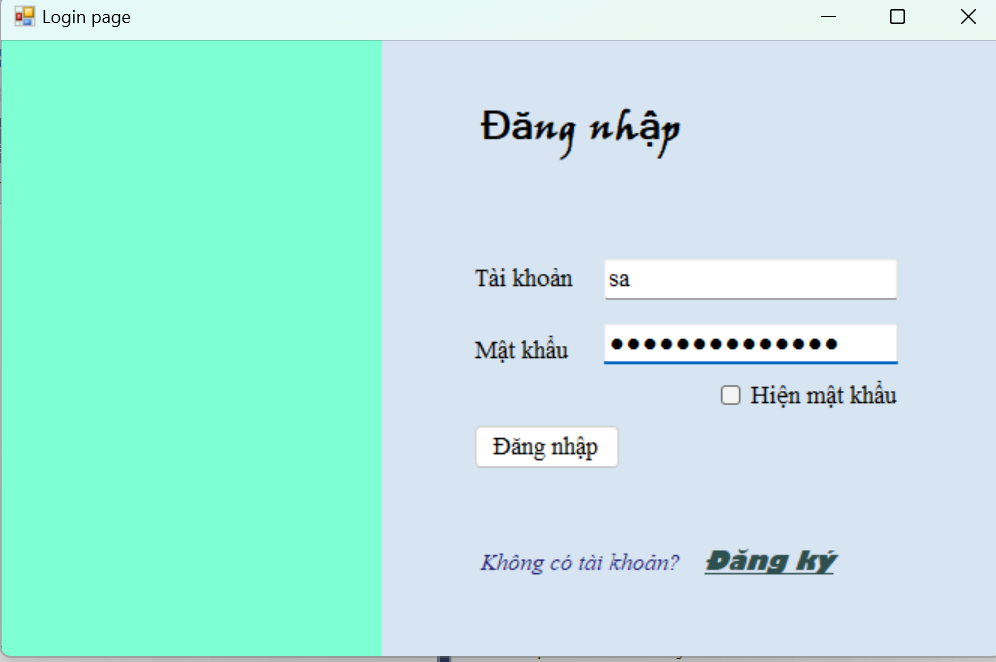 Login page
Đăng nhập
Tài khoản sa
Mật khẩu ●●●●●●●●●●●●●●
Hiện mật khẩu
Đăng nhập
Không có tài khoản? Đăng ký